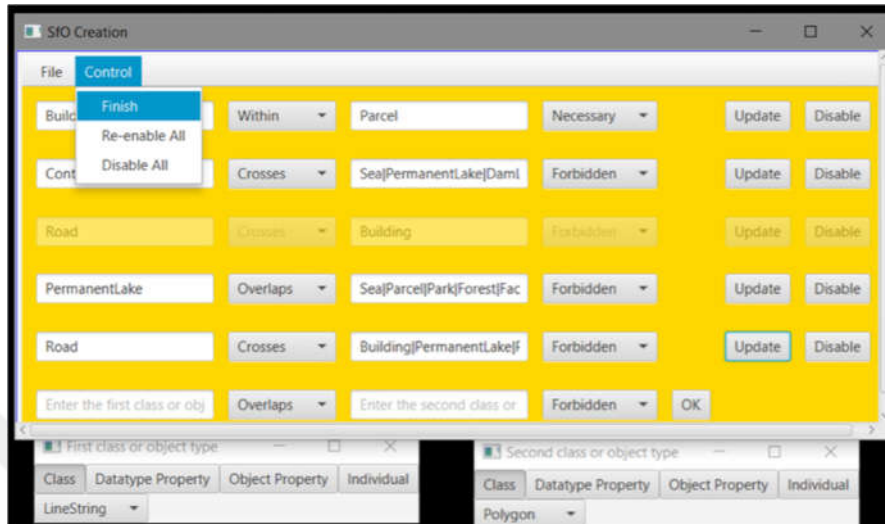 SfO Creation
File Control
Finish
Re-enable All
Disable All
Build Within Parcel Necessary Update Disable
Cont Crosses Sea|PermanentLake|DamL Forbidden Update Disable
Road Crosses Building Forbidden Update Disable
PermanentLake Overlaps Sea|Parcel|Park|Forest|Fac Forbidden Update Disable
Road Crosses Building|PermanentLake|F Forbidden Update Disable
Enter the first class or obj Overlaps Enter the second class or Forbidden OK
First class or object type
Class Datatype Property Object Property Individual
LineString
Second class or object type
Class Datatype Property Object Property Individual
Polygon